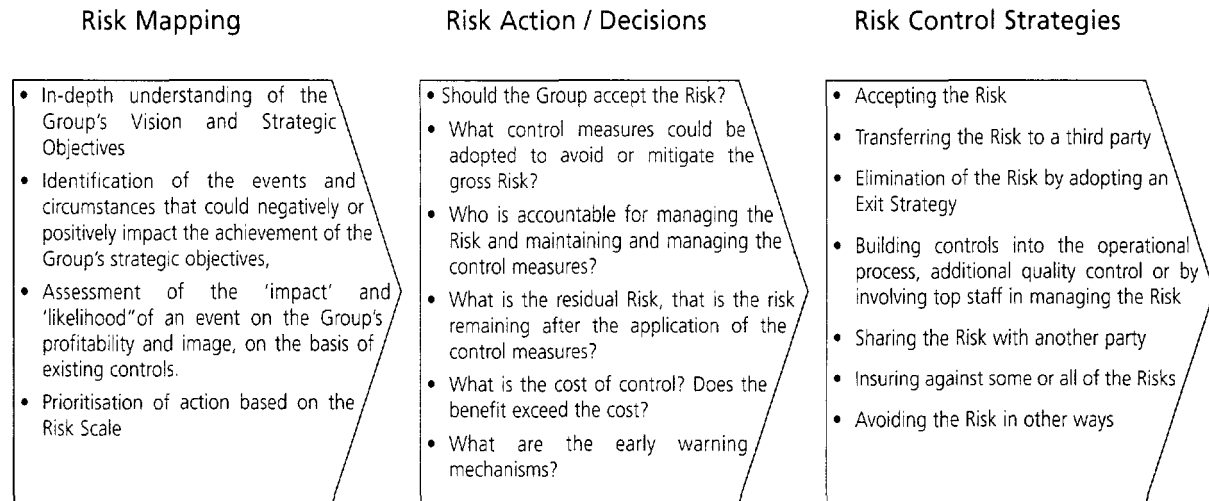 Risk Mapping
• In-depth understanding of the
Group's Vision and Strategic
Objectives
• Identification of the events and
circumstances that could negatively or
positively impact the achievement of the
Group's strategic objectives,
• Assessment of the 'impact' and
'likelihood"of an event on the Group's
profitability and image, on the basis of
existing controls.
• Prioritisation of action based on the
Risk Scale
Risk Action / Decisions
• Should the Group accept the Risk?
• What control measures could be
adopted to avoid or mitigate the
gross Risk?
• Who is accountable for managing the
Risk and maintaining and managing the
control measures?
• What is the residual Risk, that is the risk
remaining after the application of the
control measures?
• What is the cost of control? Does the
benefit exceed the cost?
• What are the early warning
mechanisms?
Risk Control Strategies
• Accepting the Risk
• Transferring the Risk to a third party
• Elimination of the Risk by adopting an
Exit Strategy
• Building controls into the operational
process, additional quality control or by
involving top staff in managing the Risk
• Sharing the Risk with another party
• Insuring against some or all of the Risks
• Avoiding the Risk in other ways